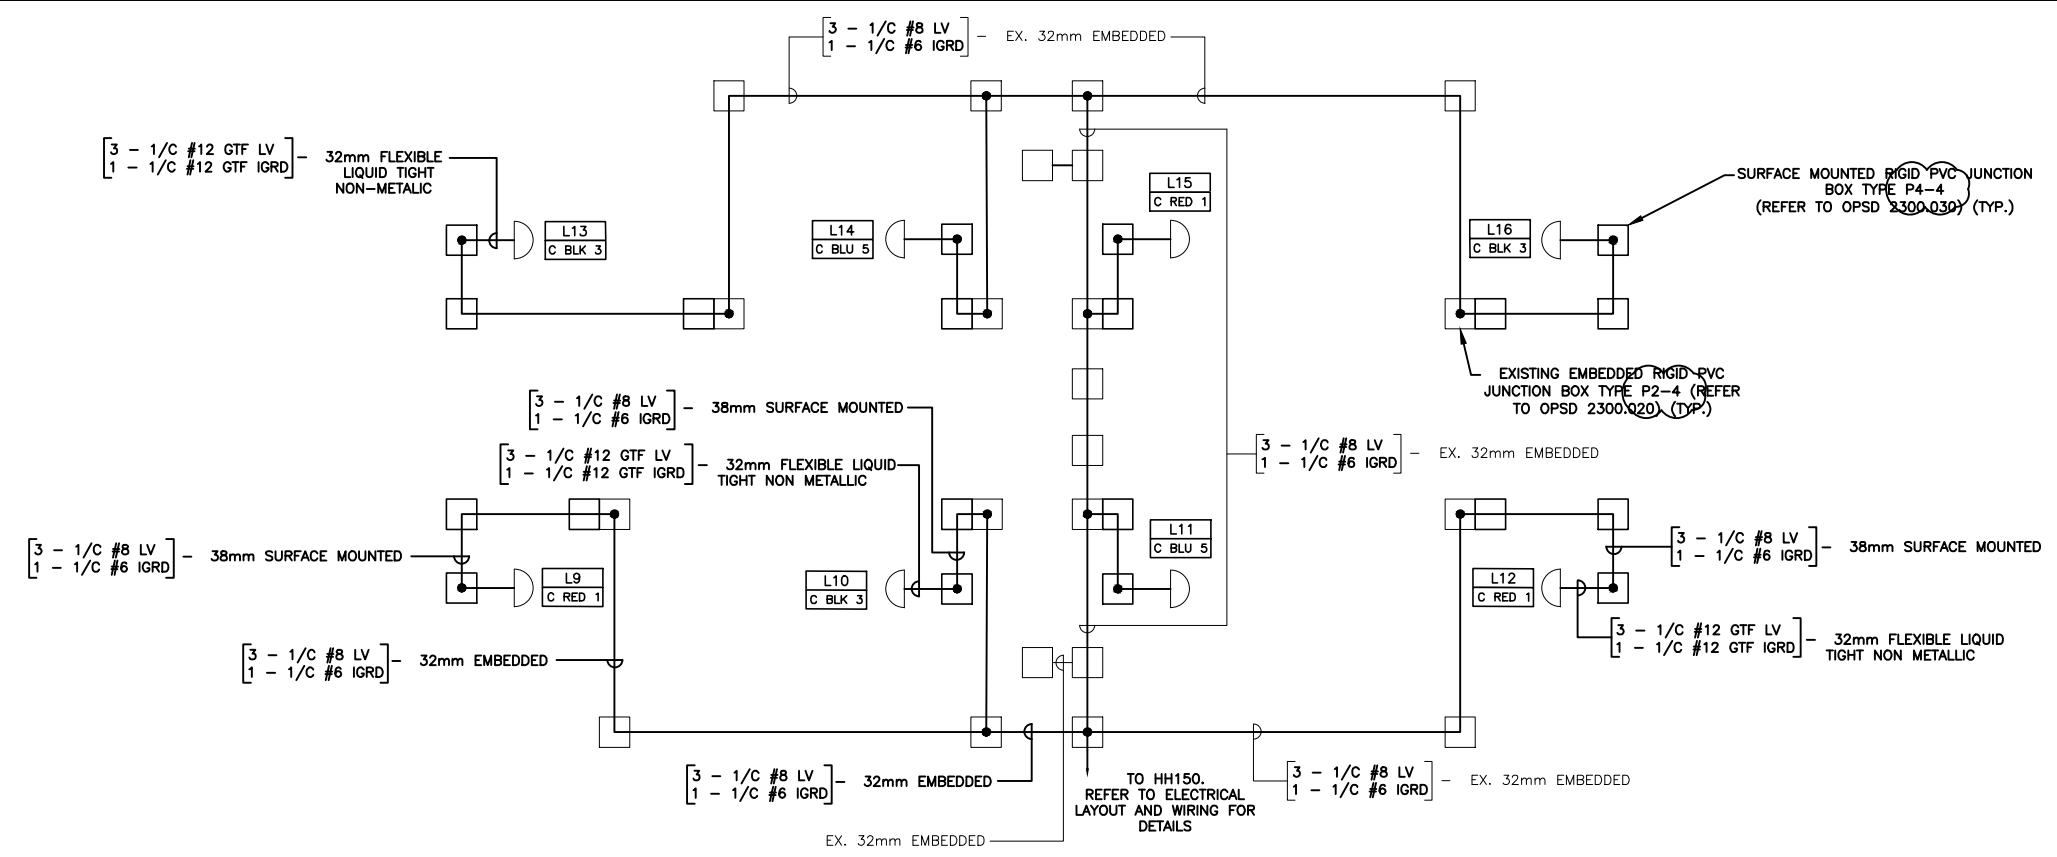 3 - 1/C #8 LV
1 - 1/C #6 IGRD
- EX. 32mm EMBEDDED
3 - 1/C #12 GTF LV
1 - 1/C #12 GTF IGRD
- 32mm FLEXIBLE
LIQUID TIGHT
NON-METALIC
L13
C BLK 3
L14
C BLU 5
L15
C RED 1
L16
C BLK 3
SURFACE MOUNTED RIGID PVC JUNCTION
BOX TYPE P4-4
(REFER TO OPSD 2300.030) (TYP.)
EXISTING EMBEDDED RIGID PVC
JUNCTION BOX TYPE P2-4 (REFER
TO OPSD 2300.020) (TYP.)
3 - 1/C #8 LV
1 - 1/C #6 IGRD
- 38mm SURFACE MOUNTED
3 - 1/C #12 GTF LV
1 - 1/C #12 GTF IGRD
- 32mm FLEXIBLE LIQUID
TIGHT NON METALLIC
3 - 1/C #8 LV
1 - 1/C #6 IGRD
- EX. 32mm EMBEDDED
3 - 1/C #8 LV
1 - 1/C #6 IGRD
- 38mm SURFACE MOUNTED
L9
C RED 1
L10
C BLK 3
L11
C BLU 5
L12
C RED 1
3 - 1/C #8 LV
1 - 1/C #6 IGRD
- 38mm SURFACE MOUNTED
3 - 1/C #12 GTF LV
1 - 1/C #12 GTF IGRD
- 32mm FLEXIBLE LIQUID
TIGHT NON METALLIC
3 - 1/C #8 LV
1 - 1/C #6 IGRD
- 32mm EMBEDDED
3 - 1/C #8 LV
1 - 1/C #6 IGRD
- 32mm EMBEDDED
TO HH150.
REFER TO ELECTRICAL
LAYOUT AND WIRING FOR
DETAILS
3 - 1/C #8 LV
1 - 1/C #6 IGRD
- EX. 32mm EMBEDDED
EX. 32mm EMBEDDED